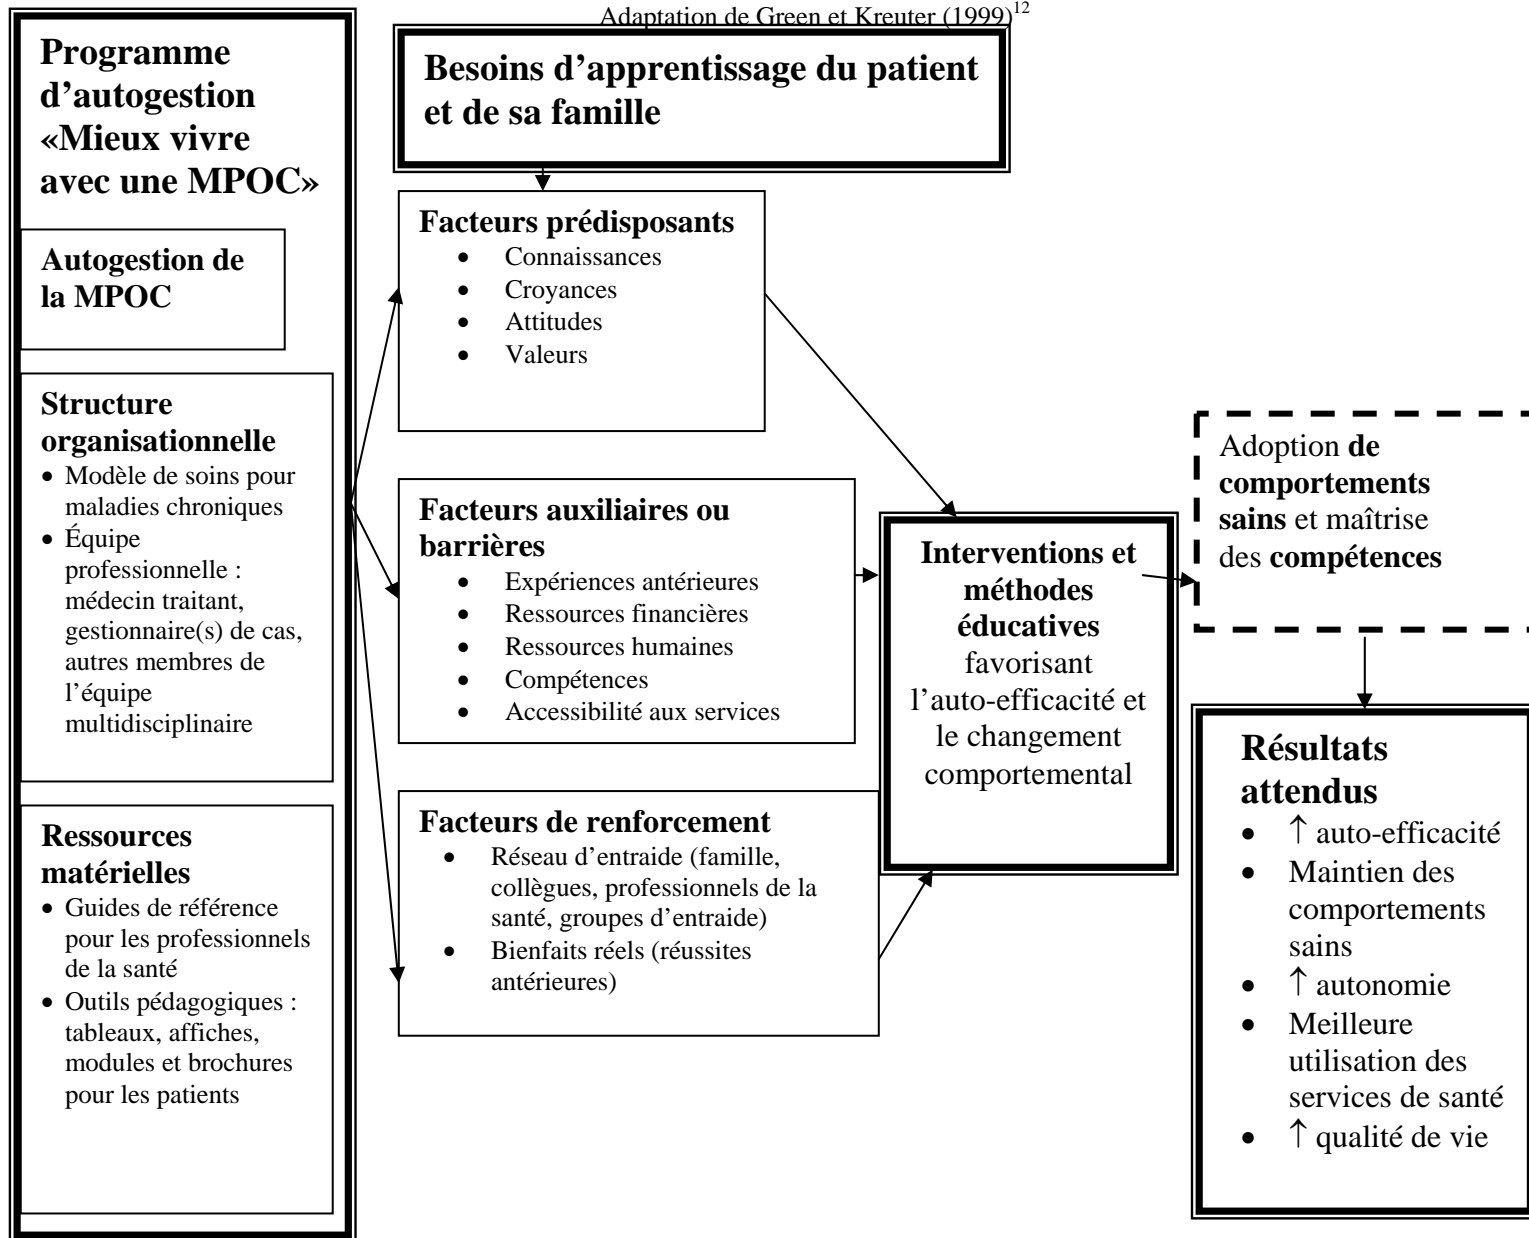 Adaptation de Green et Kreuter (1999)12
Programme
d’autogestion
«Mieux vivre
avec une MPOC»
Autogestion de
la MPOC
Structure
organisationnelle
• Modèle de soins pour
maladies chroniques
• Équipe
professionnelle :
médecin traitant,
gestionnaire(s) de cas,
autres membres de
l’équipe
multidisciplinaire
Ressources
matérielles
• Guides de référence
pour les professionnels
de la santé
• Outils pédagogiques :
tableaux, affiches,
modules et brochures
pour les patients
Besoins d’apprentissage du patient
et de sa famille
Facteurs prédisposants
• Connaissances
• Croyances
• Attitudes
• Valeurs
Facteurs auxiliaires ou
barrières
• Expériences antérieures
• Ressources financières
• Ressources humaines
• Compétences
• Accessibilité aux services
Facteurs de renforcement
• Réseau d’entraide (famille,
collègues, professionnels de la
santé, groupes d’entraide)
• Bienfaits réels (réussites
antérieures)
Interventions et
méthodes
éducatives
favorisant
l’auto-efficacité et
le changement
comportemental
Adoption de
comportements
sains et maîtrise
des compétences
Résultats
attendus
• ↑ auto-efficacité
• Maintien des
comportements
sains
• ↑ autonomie
• Meilleure
utilisation des
services de santé
• ↑ qualité de vie